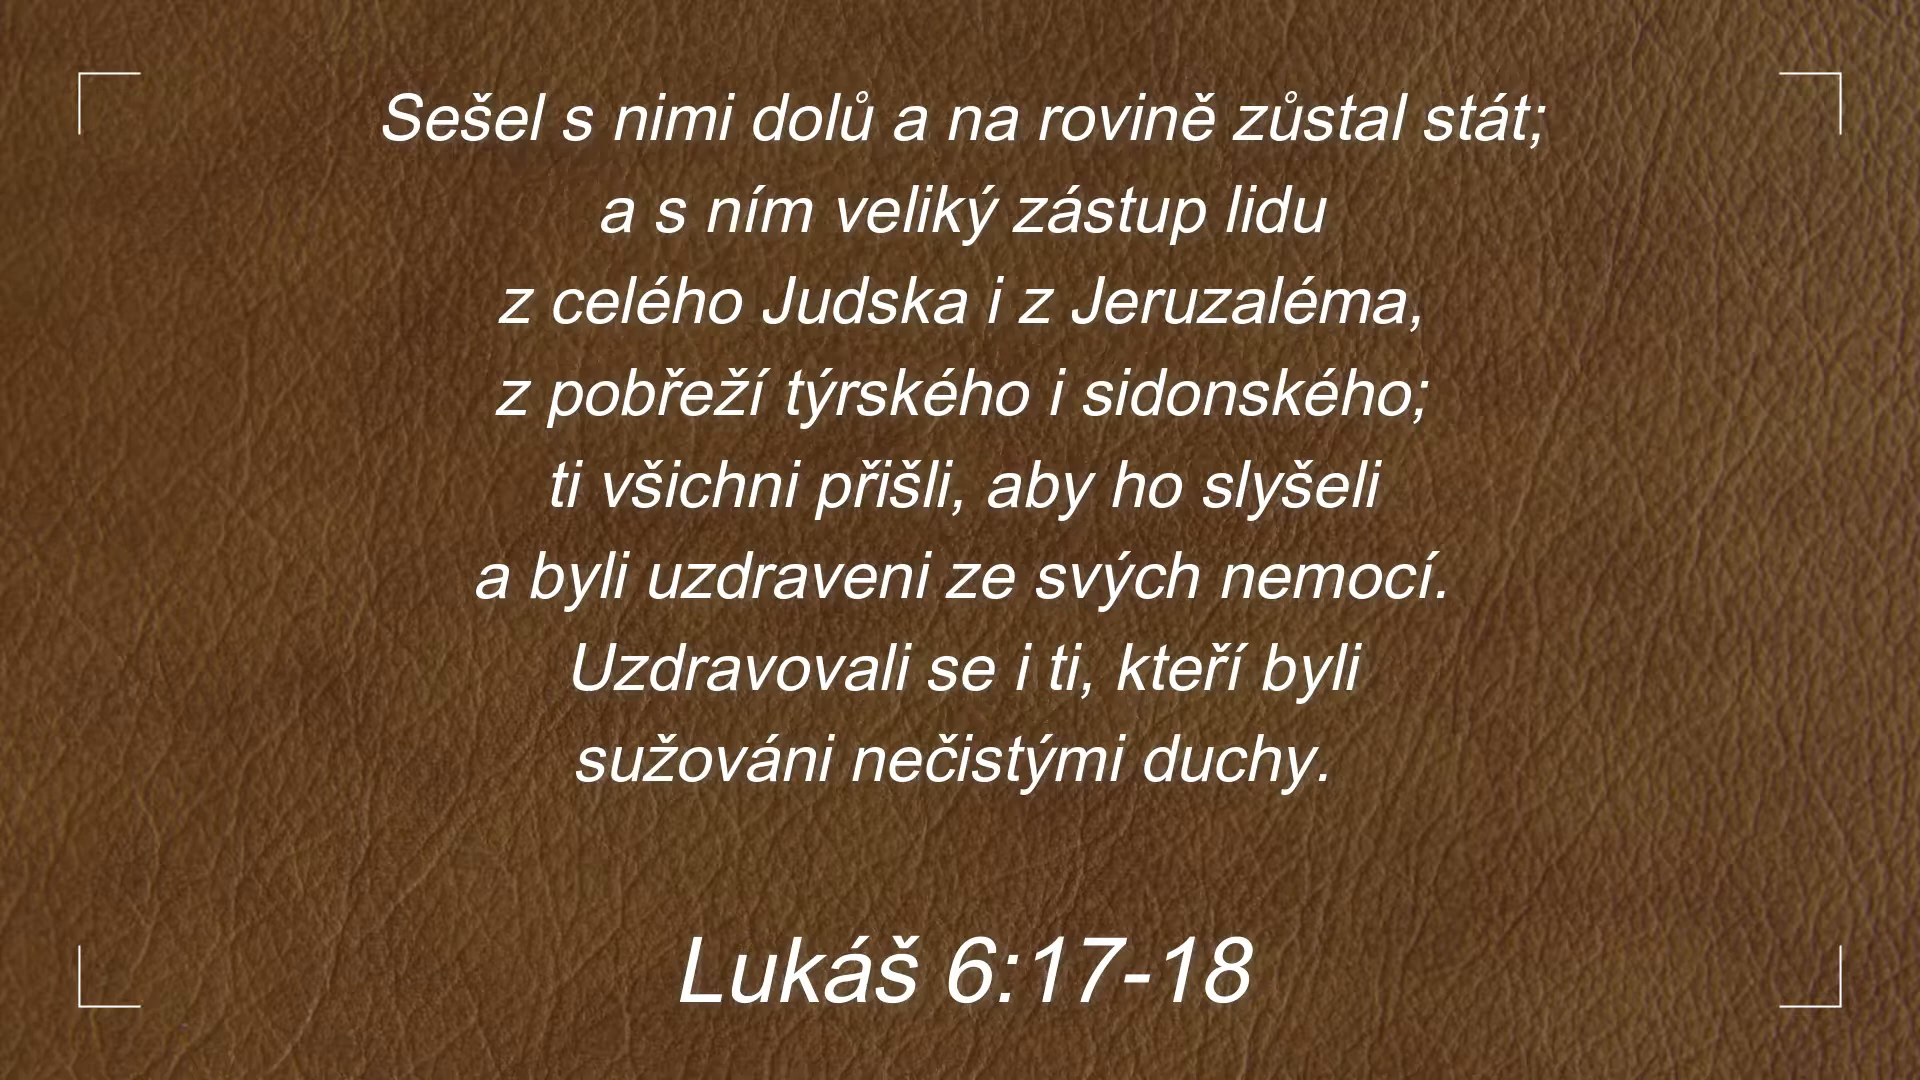 Sešel s nimi dolů a na rovině zůstal stát;
a s ním veliký zástup lidu
z celého Judska i z Jeruzaléma,
z pobřeží týrského i sidonského;
ti všichni přišli, aby ho slyšeli
a byli uzdraveni ze svých nemocí.
Uzdravovali se i ti, kteří byli
sužováni nečistými duchy.
Lukáš 6:17-18